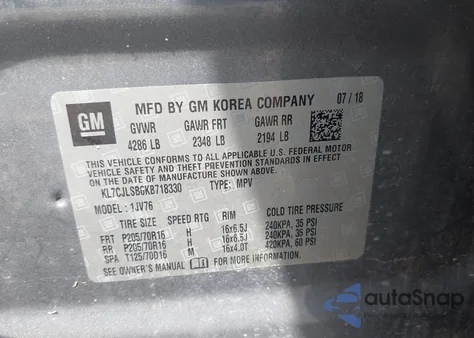 GM
MFD BY GM KOREA COMPANY 07 / 18
GVWR GAWR FRT GAWR RR
4286 LB 2348 LB 2194 LB
THIS VEHICLE CONFORMS TO ALL APPLICABLE U.S. FEDERAL MOTOR
VEHICLE SAFETY AND THEFT PREVENTION STANDARDS IN EFFECT
ON THE DATE OF MANUFACTURE SHOWN ABOVE.
KL7CJLSBGKB718330 TYPE: MPV
MODEL : 1JV76
TIRE SIZE SPEED RTG RIM COLD TIRE PRESSURE
FRT P205/70R16 H 16x6.5J 240KPA, 35 PSI
RR P205/70R16 H 16x6.5J 240KPA, 35 PSI
SPA T125/70D16 M 16x4.0T 420KPA, 60 PSI
SEE OWNER'S MANUAL FOR MORE INFORMATION
autoSnap